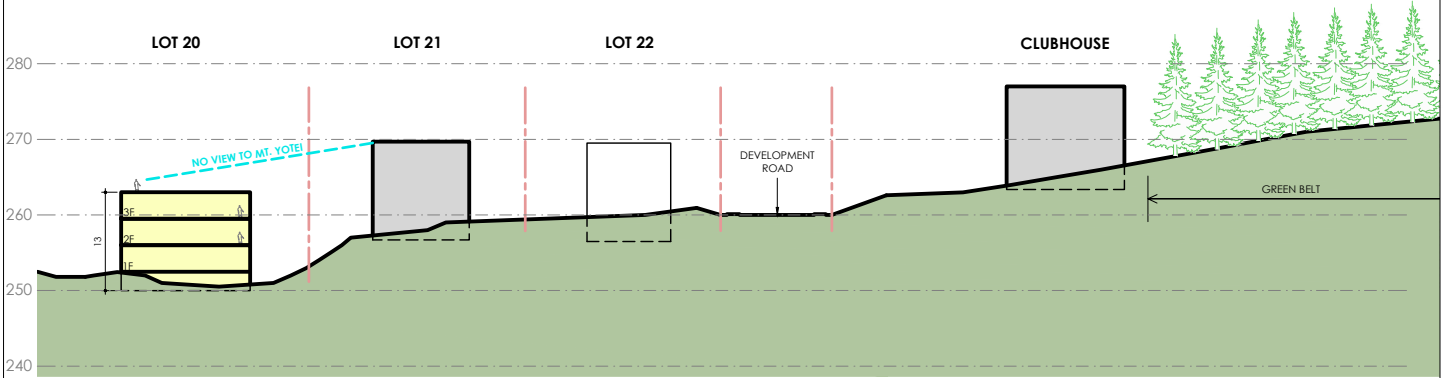 LOT 20
LOT 21
LOT 22
CLUBHOUSE
280
270
NO VIEW TO MT. YOTEI
DEVELOPMENT
ROAD
GREEN BELT
260
3F
2F
13
1F
250
240